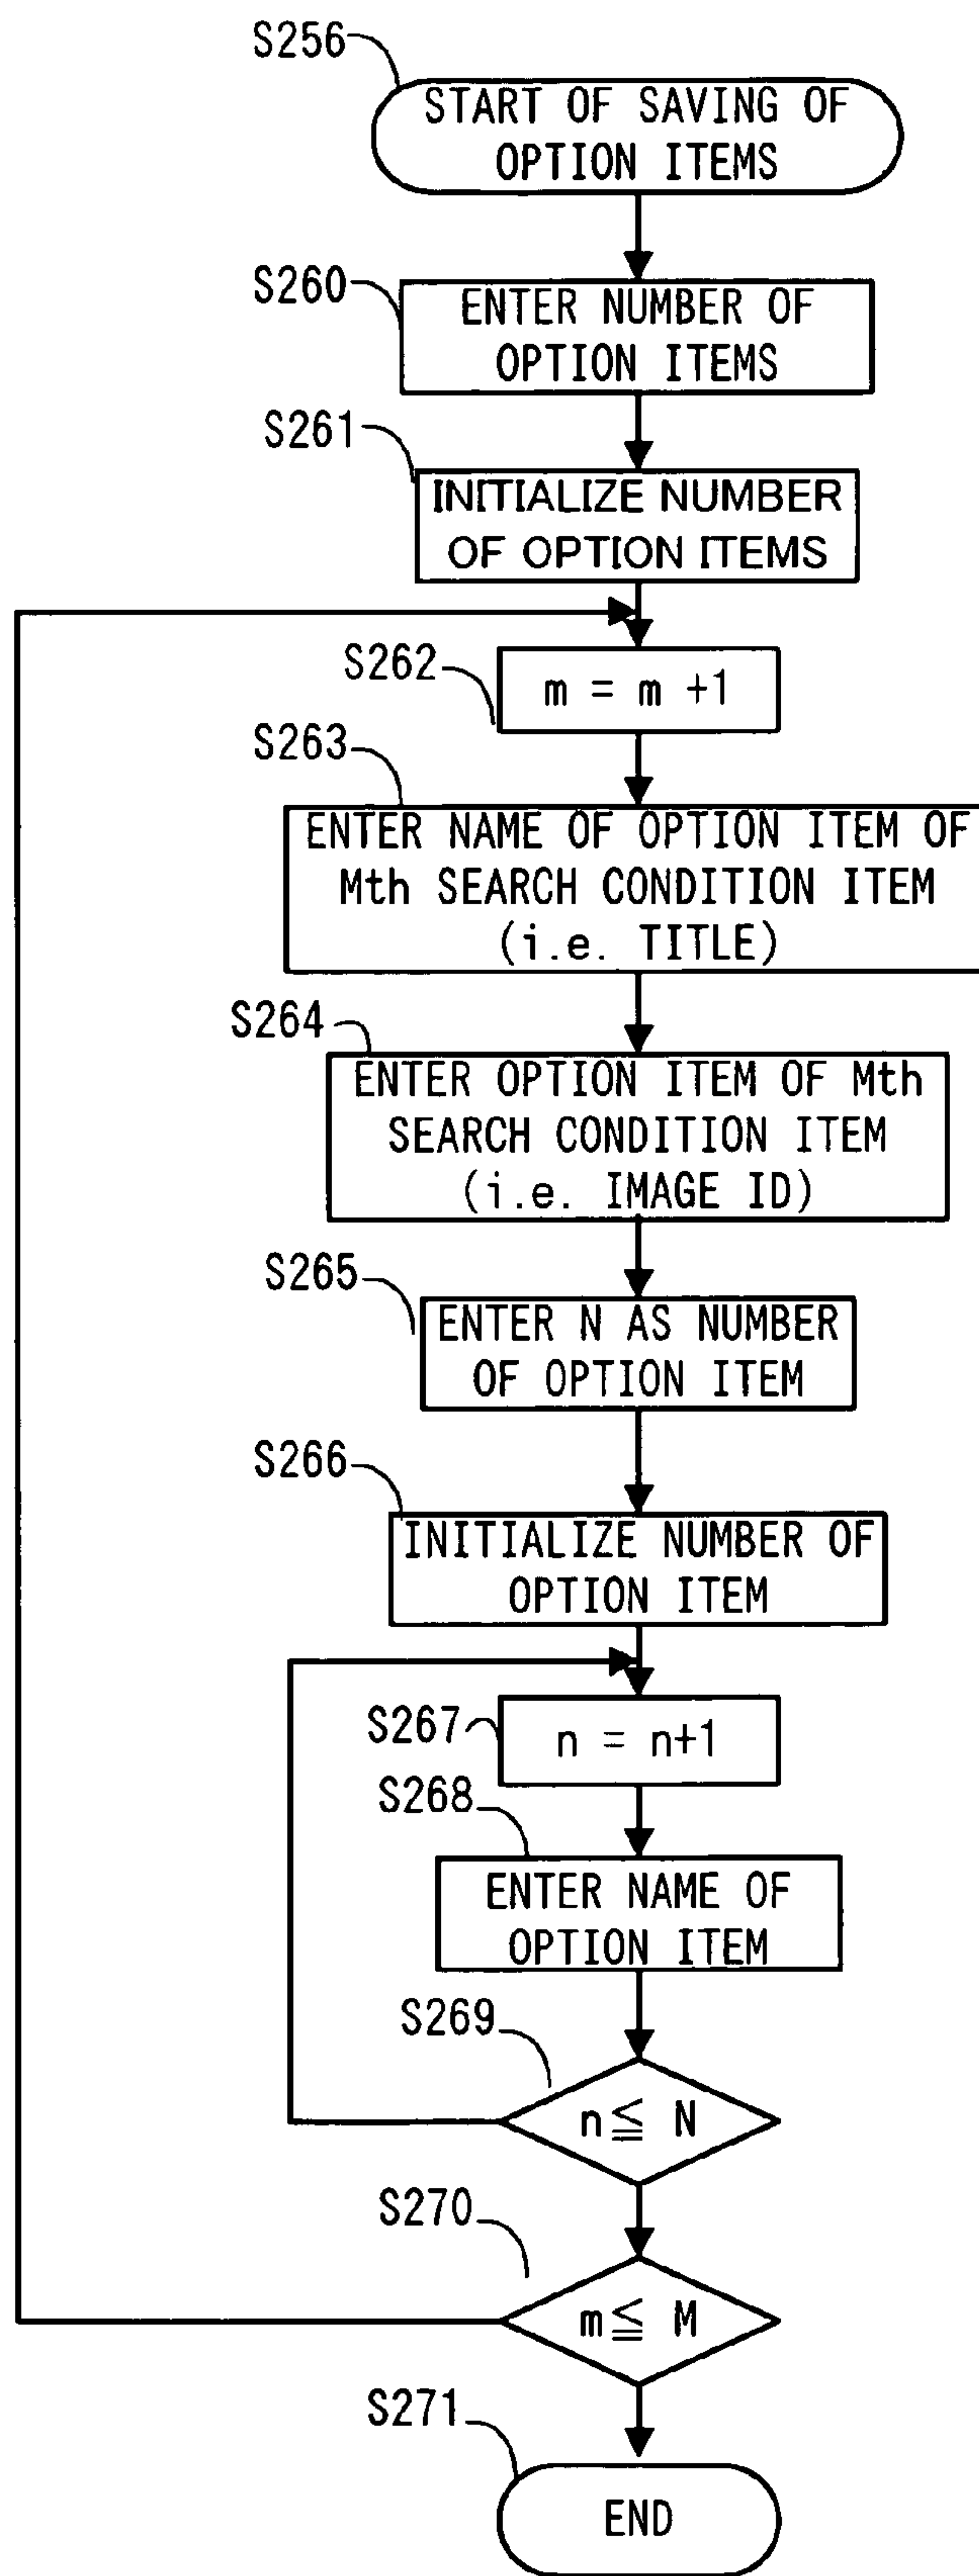 S256
START OF SAVING OF
OPTION ITEMS
S260
ENTER NUMBER OF
OPTION ITEMS
S261
INITIALIZE NUMBER
OF OPTION ITEMS
S262
m = m +1
S263
ENTER NAME OF OPTION ITEM OF
Mth SEARCH CONDITION ITEM
(i.e. TITLE)
S264
ENTER OPTION ITEM OF Mth
SEARCH CONDITION ITEM
(i.e. IMAGE ID)
S265
ENTER N AS NUMBER
OF OPTION ITEM
S266
INITIALIZE NUMBER OF
OPTION ITEM
S267
n = n+1
S268
ENTER NAME OF
OPTION ITEM
S269
n≦ N
S270
m≦ M
S271
END